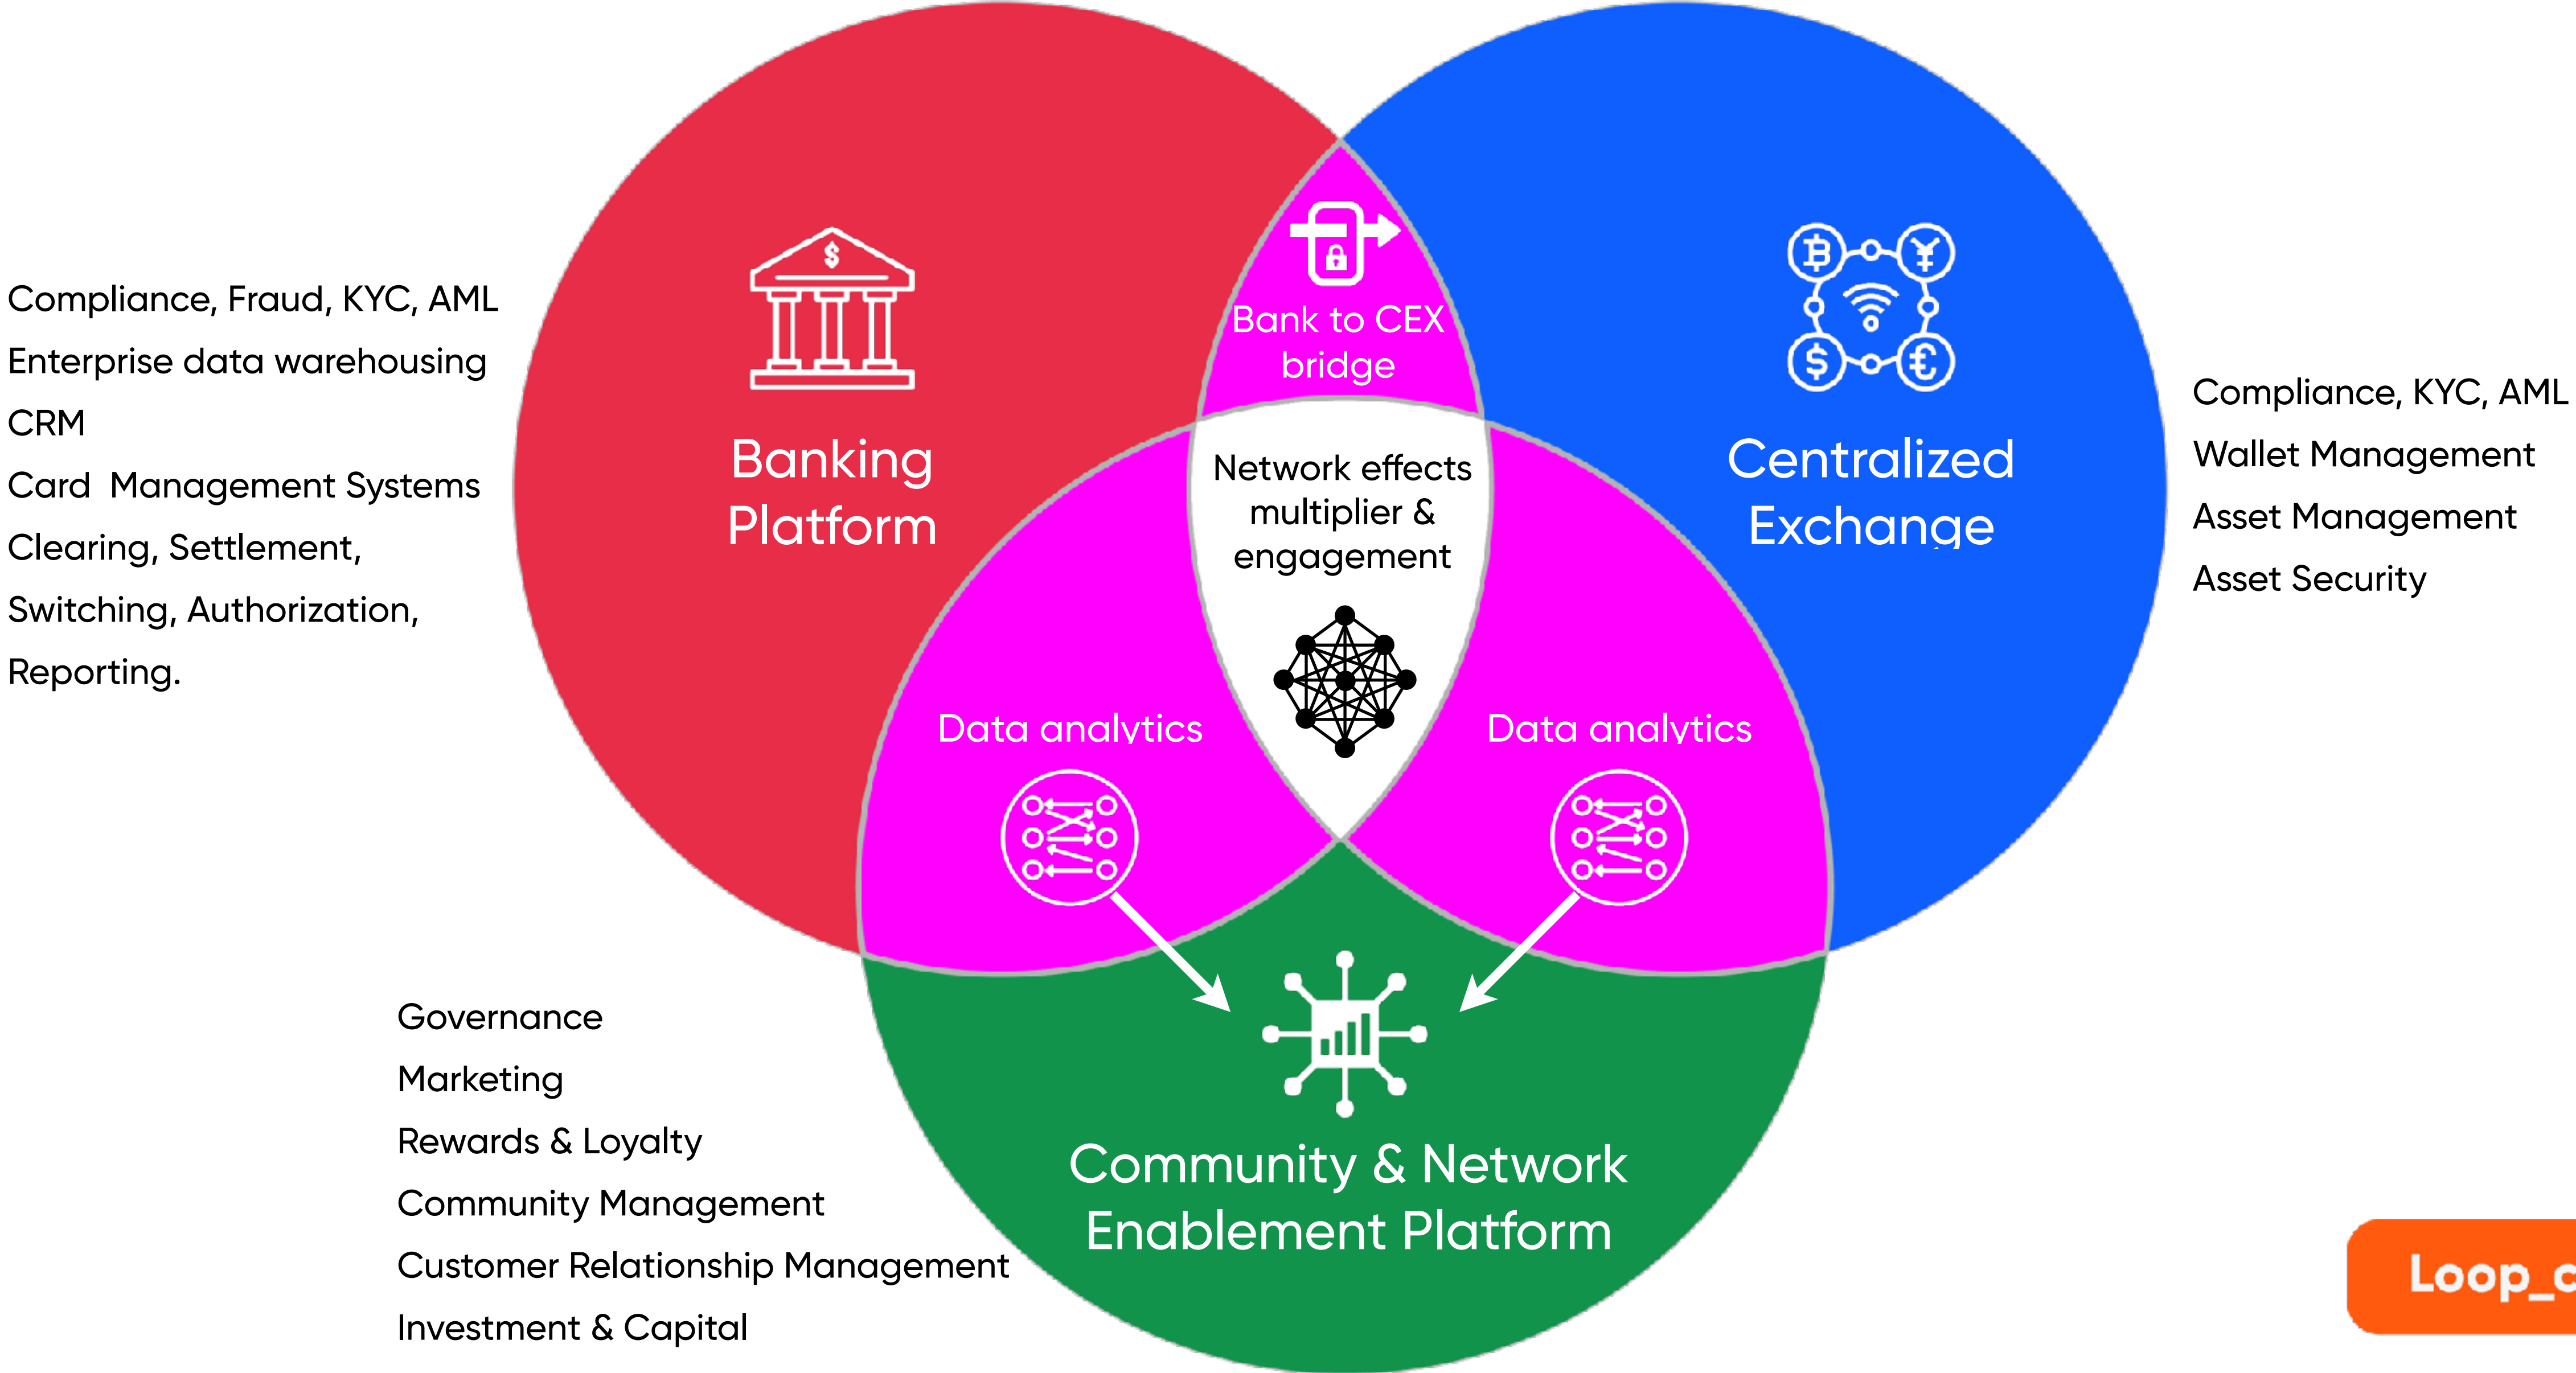 Compliance, Fraud, KYC, AML
Enterprise data warehousing
CRM
Card Management Systems
Clearing, Settlement,
Switching, Authorization,
Reporting.
Banking
Platform
Bank to CEX
bridge
Centralized
Exchange
Compliance, KYC, AML
Wallet Management
Asset Management
Asset Security
Network effects
multiplier &
engagement
Data analytics
Data analytics
Governance
Marketing
Rewards & Loyalty
Community Management
Customer Relationship Management
Investment & Capital
Community & Network
Enablement Platform
Loop_c